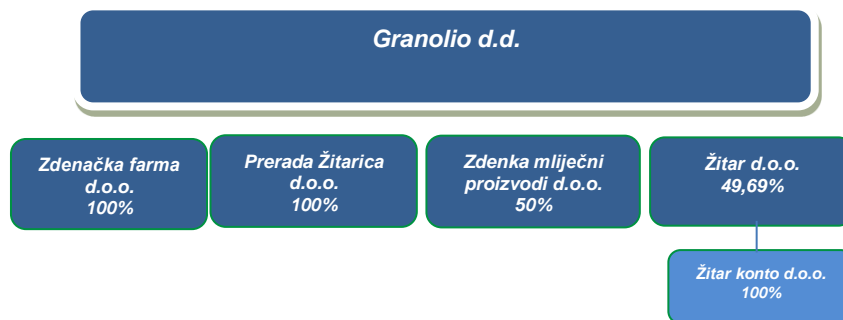 Granolio d.d.
Zdenačka farma
d.o.o.
100%
Prerada Žitarica
d.o.o.
100%
Zdenka mliječni
proizvodi d.o.o.
50%
Žitar d.o.o.
49,69%
Žitar konto d.o.o.
100%